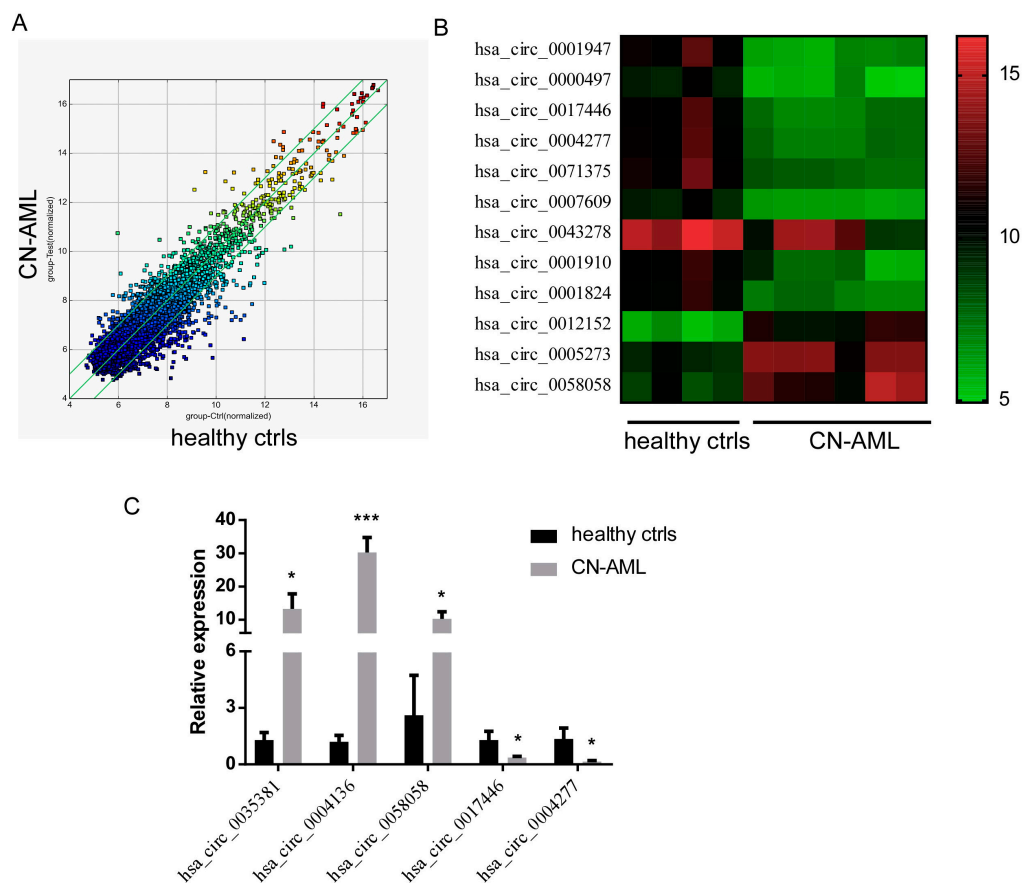 A
CN-AML
group-Test(normalized)
16
14
12
10
8
6
4
4 6 8 10 12 14 16
group-Ctrl(normalized)
healthy ctrls
B
hsa_circ_0001947
hsa_circ_0000497
hsa_circ_0017446
hsa_circ_0004277
hsa_circ_0071375
hsa_circ_0007609
hsa_circ_0043278
hsa_circ_0001910
hsa_circ_0001824
hsa_circ_0012152
hsa_circ_0005273
hsa_circ_0058058
healthy ctrls CN-AML
15
10
5
C
Relative expression
40
30
20
10
6
3
0
* *** * * *
healthy ctrls
CN-AML
hsa_circ_0035381
hsa_circ_0004136
hsa_circ_0058058
hsa_circ_0017446
hsa_circ_0004277